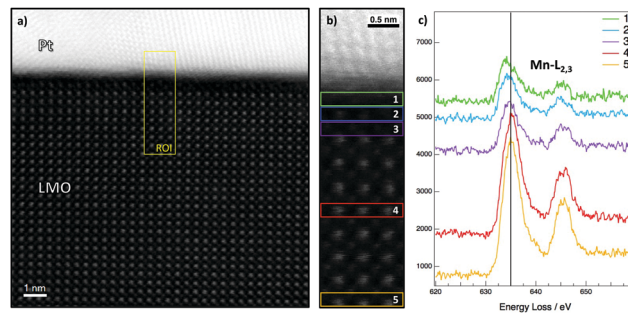 a)
Pt
ROI
LMO
1 nm
b)
0.5 nm
1
2
3
4
5
c)
Mn-L2,3
1
2
3
4
5
7000
6000
5000
4000
3000
2000
1000
620
630
640
650
Energy Loss / eV